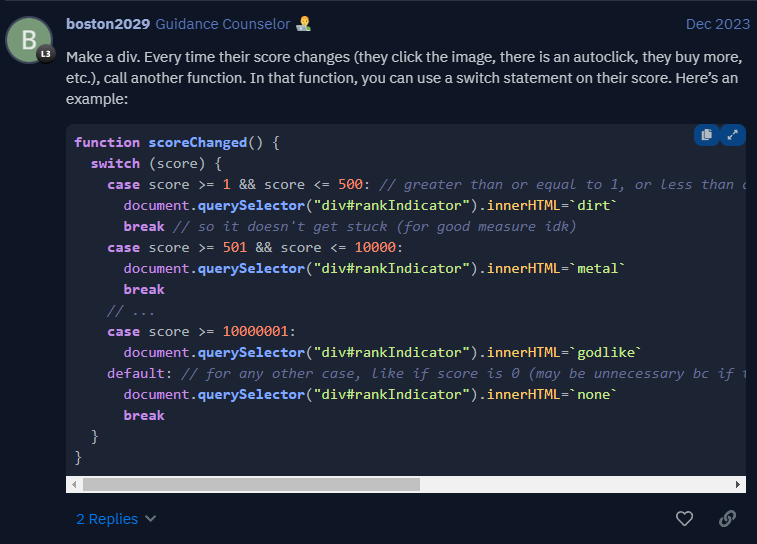 B
L3
boston2029 Guidance Counselor
Dec 2023
Make a div. Every time their score changes (they click the image, there is an autoclick, they buy more,
etc.), call another function. In that function, you can use a switch statement on their score. Here’s an
example:
function scoreChanged() {
  switch (score) {
    case score >= 1 && score <= 500: // greater than or equal to 1, or less than
      document.querySelector("div#rankIndicator").innerHTML=`dirt`
      break // so it doesn't get stuck (for good measure idk)
    case score >= 501 && score <= 10000:
      document.querySelector("div#rankIndicator").innerHTML=`metal`
      break
    // ...
    case score >= 10000001:
      document.querySelector("div#rankIndicator").innerHTML=`godlike`
    default: // for any other case, like if score is 0 (may be unnecessary bc if
      document.querySelector("div#rankIndicator").innerHTML=`none`
      break
  }
}
2 Replies